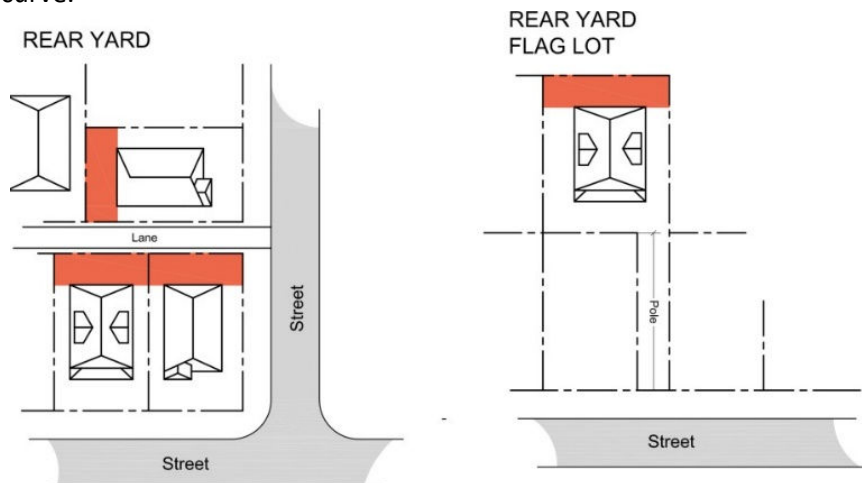 REAR YARD
Lane
Street
Street
REAR YARD
FLAG LOT
Pole
Street